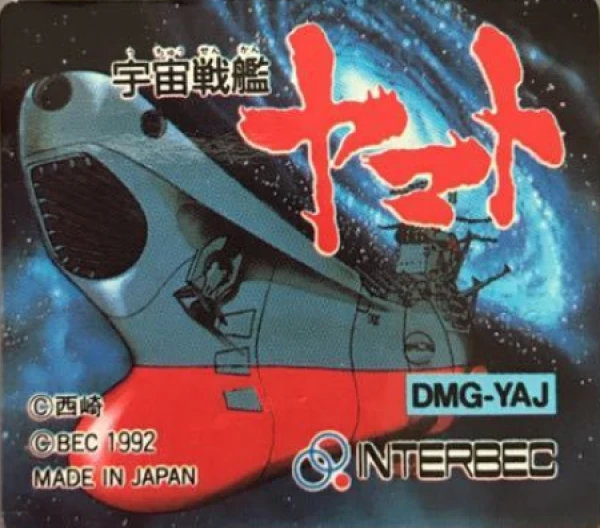 うちゅうせんかん
宇宙戦艦
ヤマト
DMG-YAJ
©西崎
©BEC 1992
MADE IN JAPAN
INTERBEC